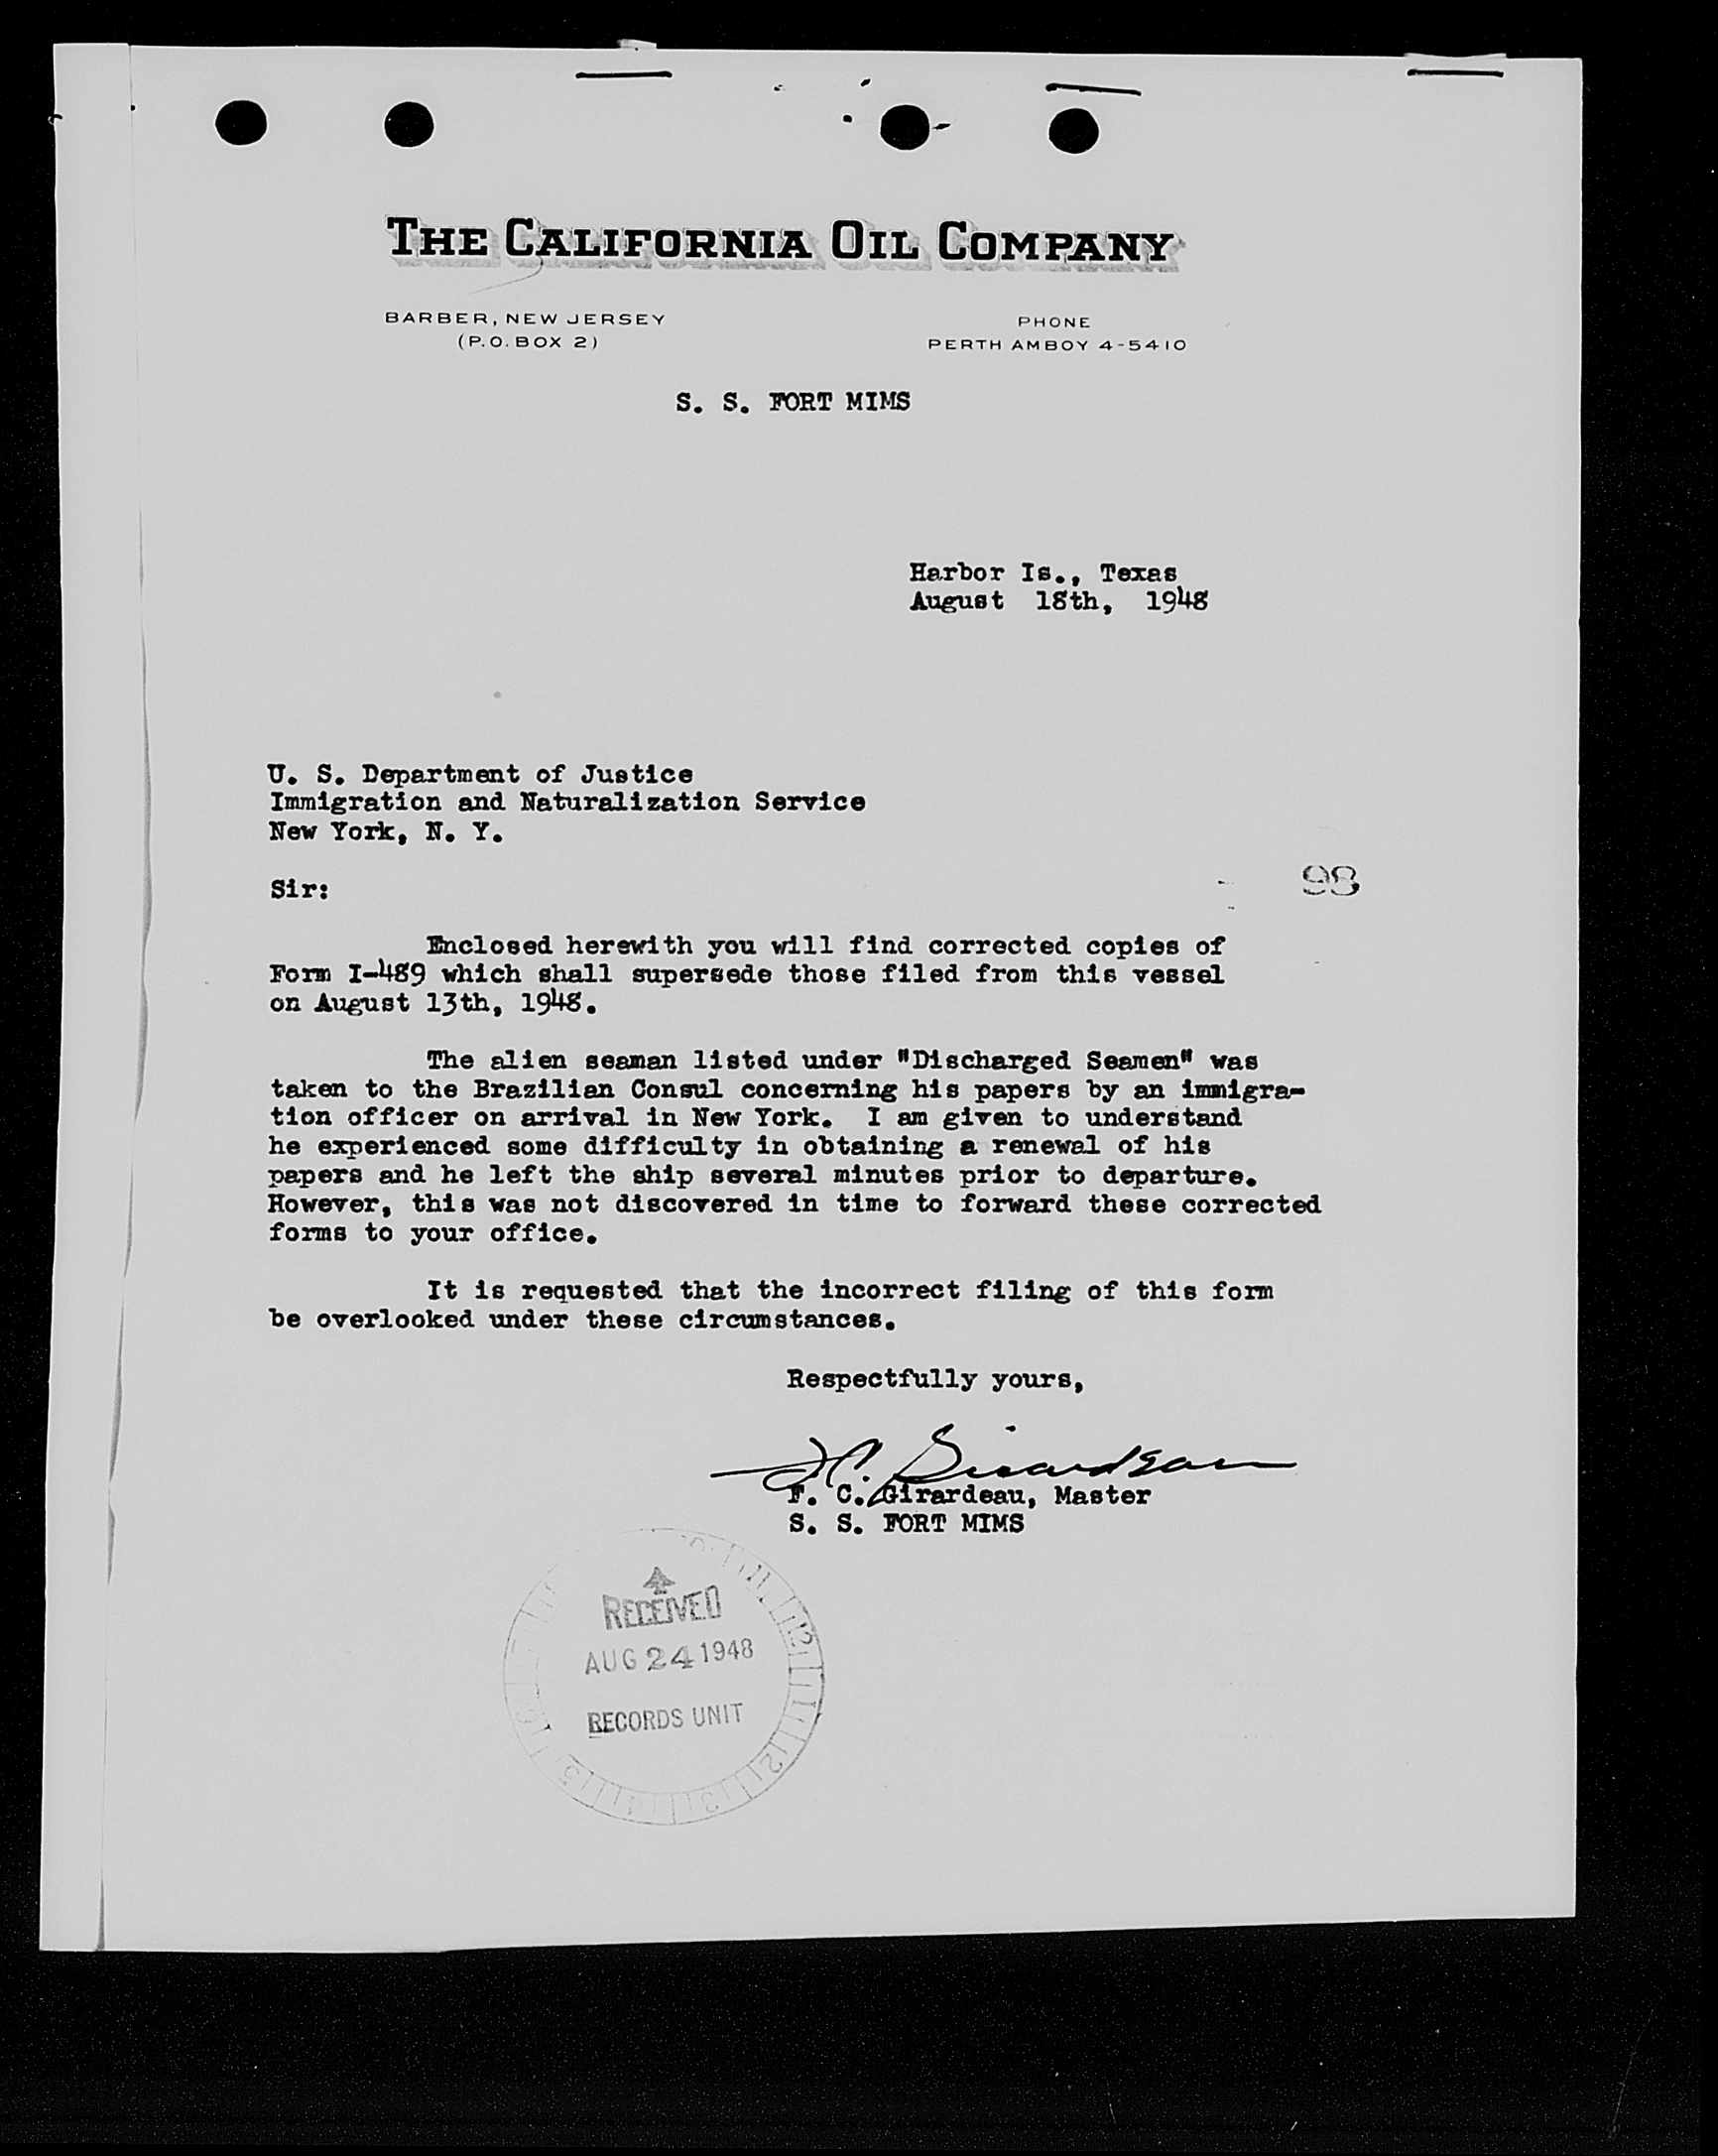 THE CALIFORNIA OIL COMPANY
BARBER, NEW JERSEY
(P.O. BOX 2)
PHONE
PERTH AMBOY 4-5410
S. S. FORT MIMS
Harbor Is., Texas
August 18th, 1948
U. S. Department of Justice
Immigration and Naturalization Service
New York, N. Y.
Sir:
98
Enclosed herewith you will find corrected copies of
Form I-489 which shall supersede those filed from this vessel
on August 13th, 1948.
The alien seaman listed under "Discharged Seamen" was
taken to the Brazilian Consul concerning his papers by an immigra-
tion officer on arrival in New York. I am given to understand
he experienced some difficulty in obtaining a renewal of his
papers and he left the ship several minutes prior to departure.
However, this was not discovered in time to forward these corrected
forms to your office.
It is requested that the incorrect filing of this form
be overlooked under these circumstances.
Respectfully yours,
F. C. Girardeau
F. C. Girardeau, Master
S. S. FORT MIMS
RECEIVED
AUG 24 1948
RECORDS UNIT